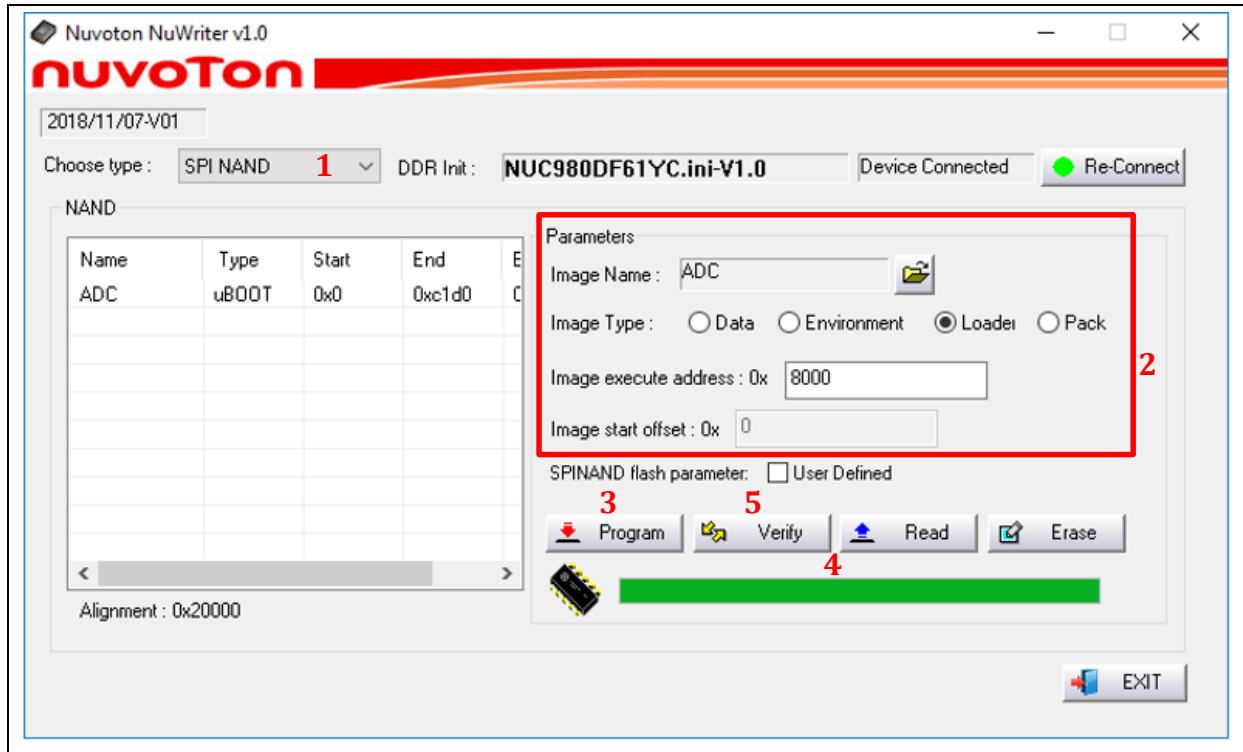 Nuvoton NuWriter v1.0
nuvoTon
2018/11/07-V01
Choose type : SPI NAND 1 DDR Init : NUC980DF61YC.ini-V1.0 Device Connected Re-Connect
NAND
Name Type Start End E
ADC uBOOT 0x0 0xc1d0
Alignment : 0x20000
Parameters
Image Name : ADC
Image Type : Data Environment Loader Pack
2
Image execute address : 0x 8000
Image start offset : 0x 0
SPINAND flash parameter: User Defined
3 5
Program Verify Read Erase
4
EXIT